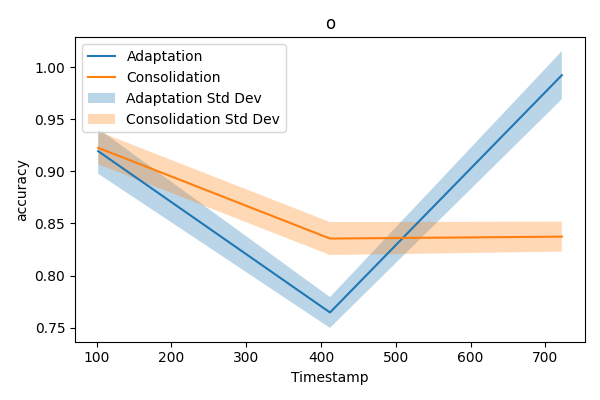 o
Adaptation
Consolidation
Adaptation Std Dev
Consolidation Std Dev
accuracy
1.00
0.95
0.90
0.85
0.80
0.75
100 200 300 400 500 600 700
Timestamp